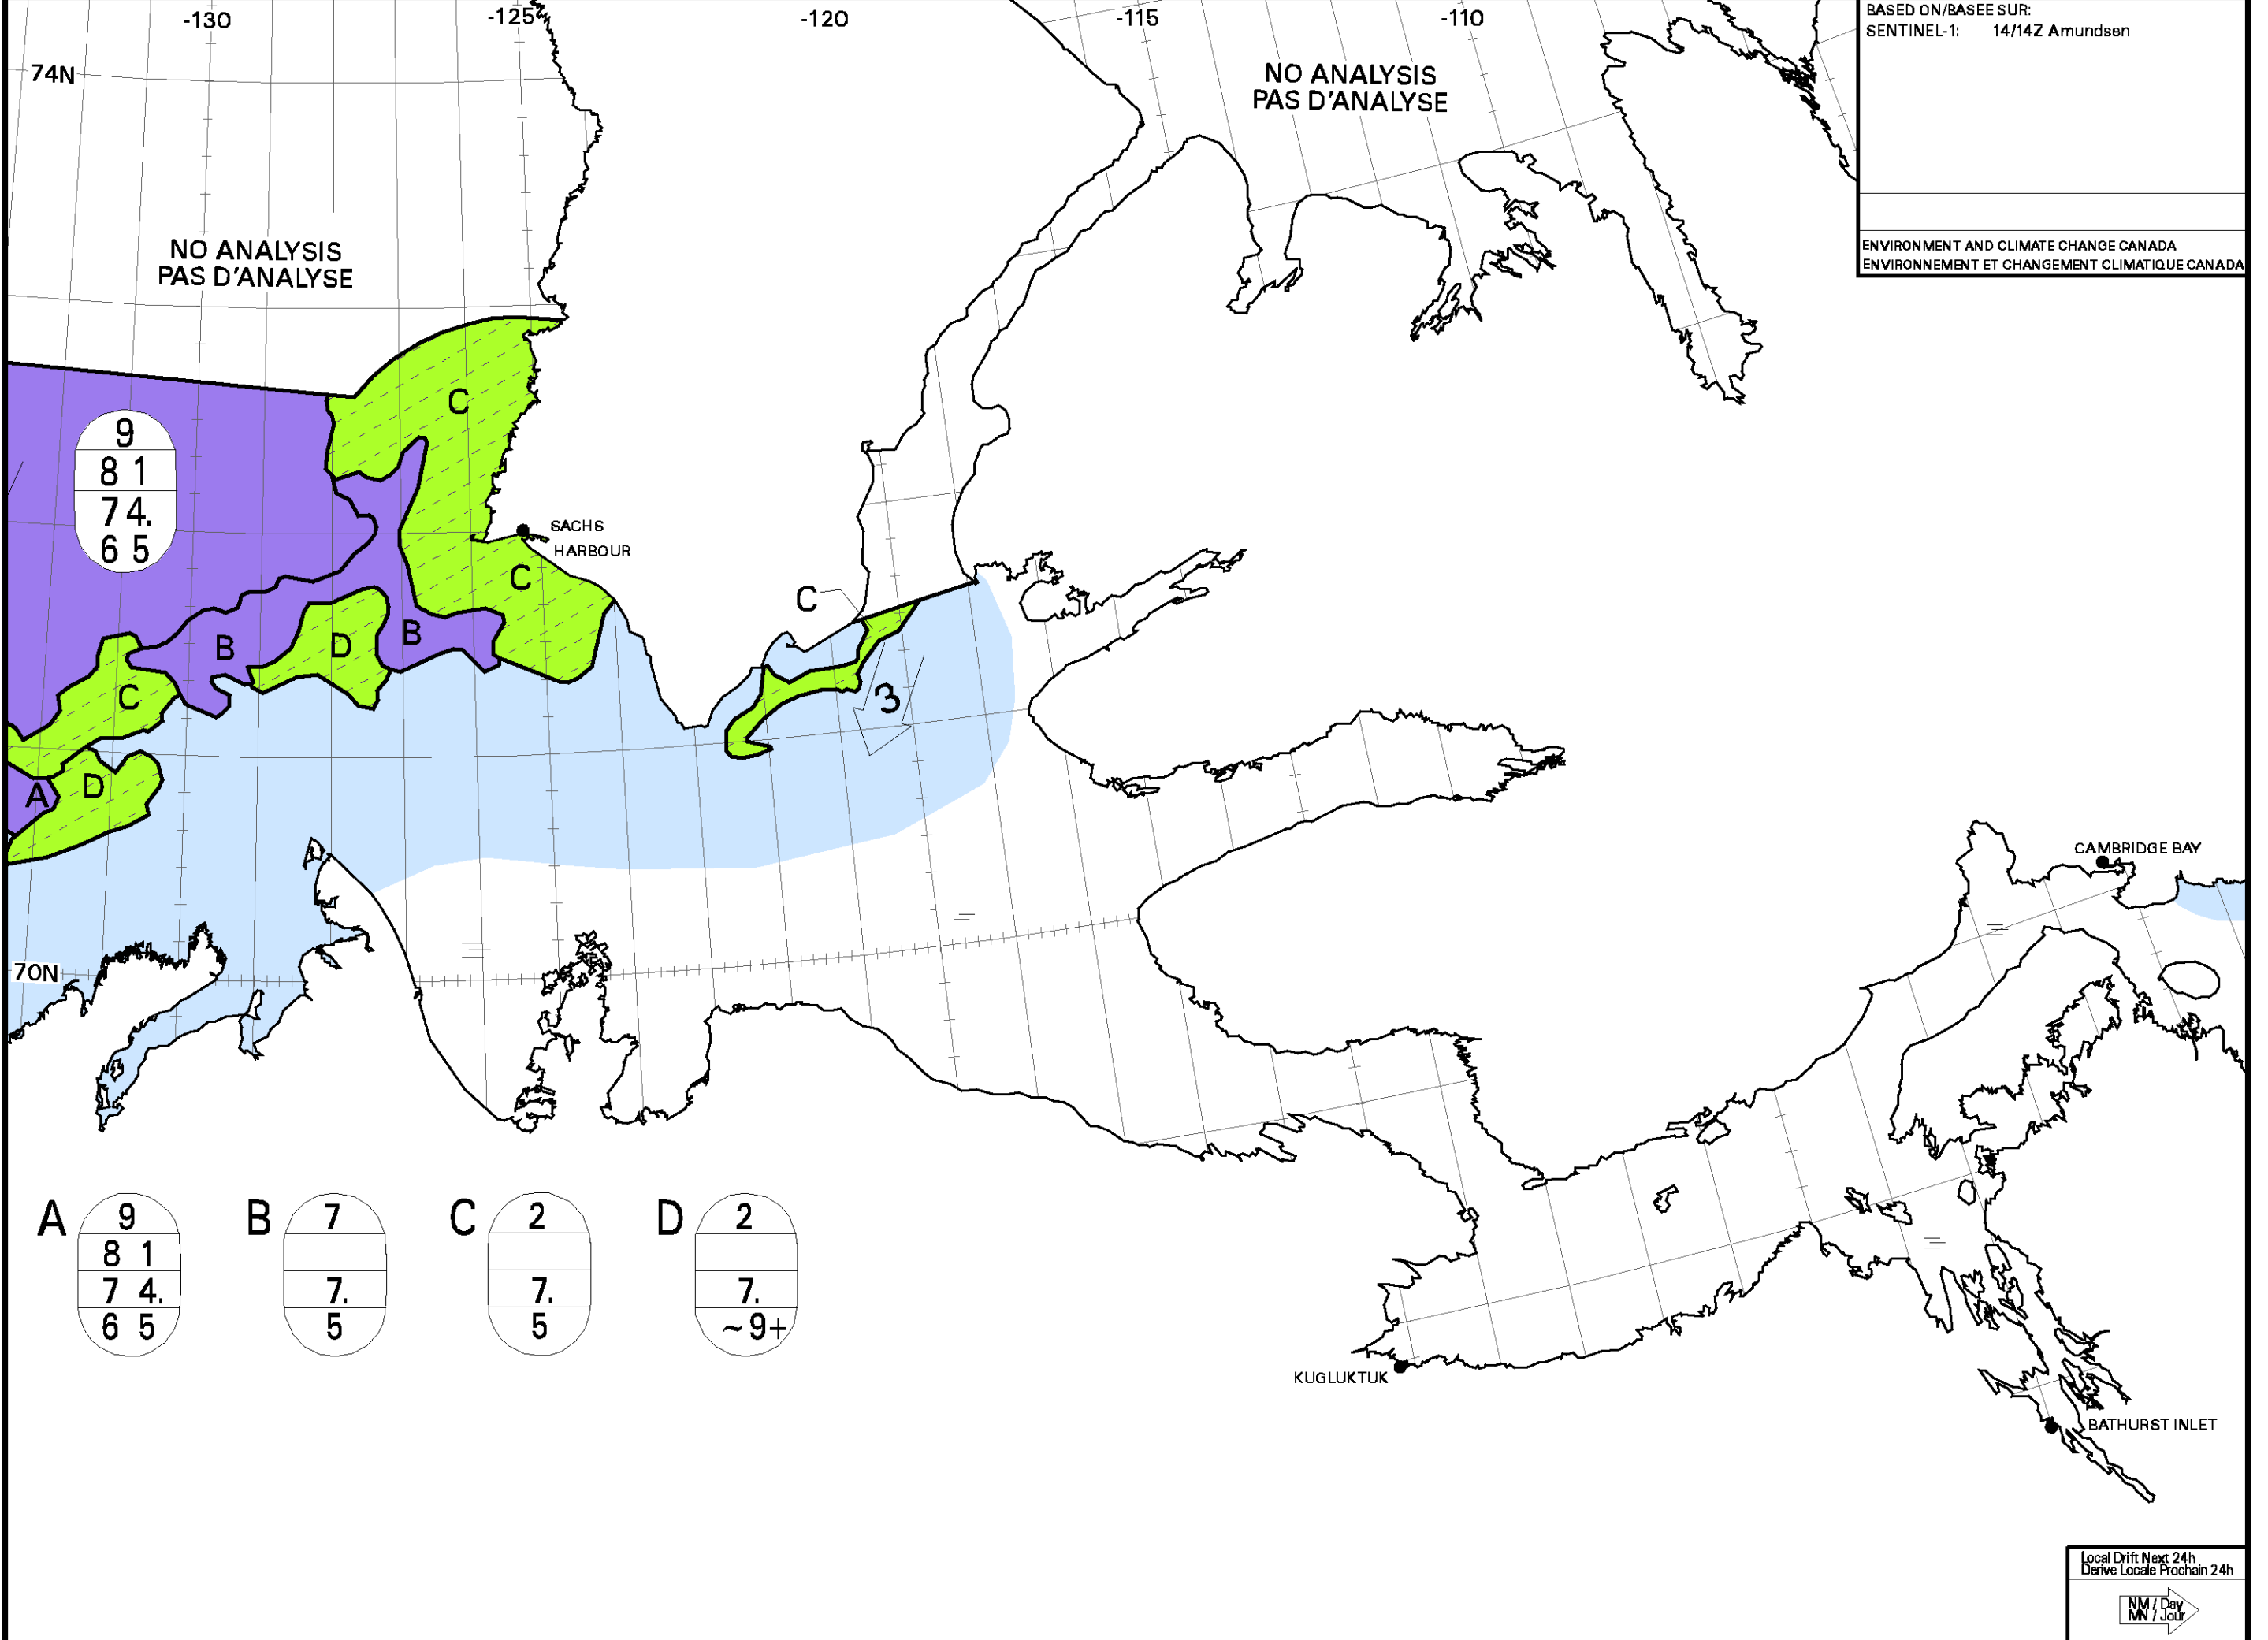 -130
-125
-120
-115
-110
BASED ON/BASEE SUR:
SENTINEL-1: 14/14Z Amundsen
74N
NO ANALYSIS
PAS D'ANALYSE
NO ANALYSIS
PAS D'ANALYSE
ENVIRONMENT AND CLIMATE CHANGE CANADA
ENVIRONNEMENT ET CHANGEMENT CLIMATIQUE CANADA
C
9
8 1
7 4.
6 5
SACHS
HARBOUR
C
C
B
D
B
C
3
A
D
CAMBRIDGE BAY
70N
A
9
8 1
7 4.
6 5
B
7
7.
5
C
2
7.
5
D
2
7.
~9+
KUGLUKTUK
BATHURST INLET
Local Drift Next 24h
Derive Locale Prochain 24h
NM / Day
MN / Jour